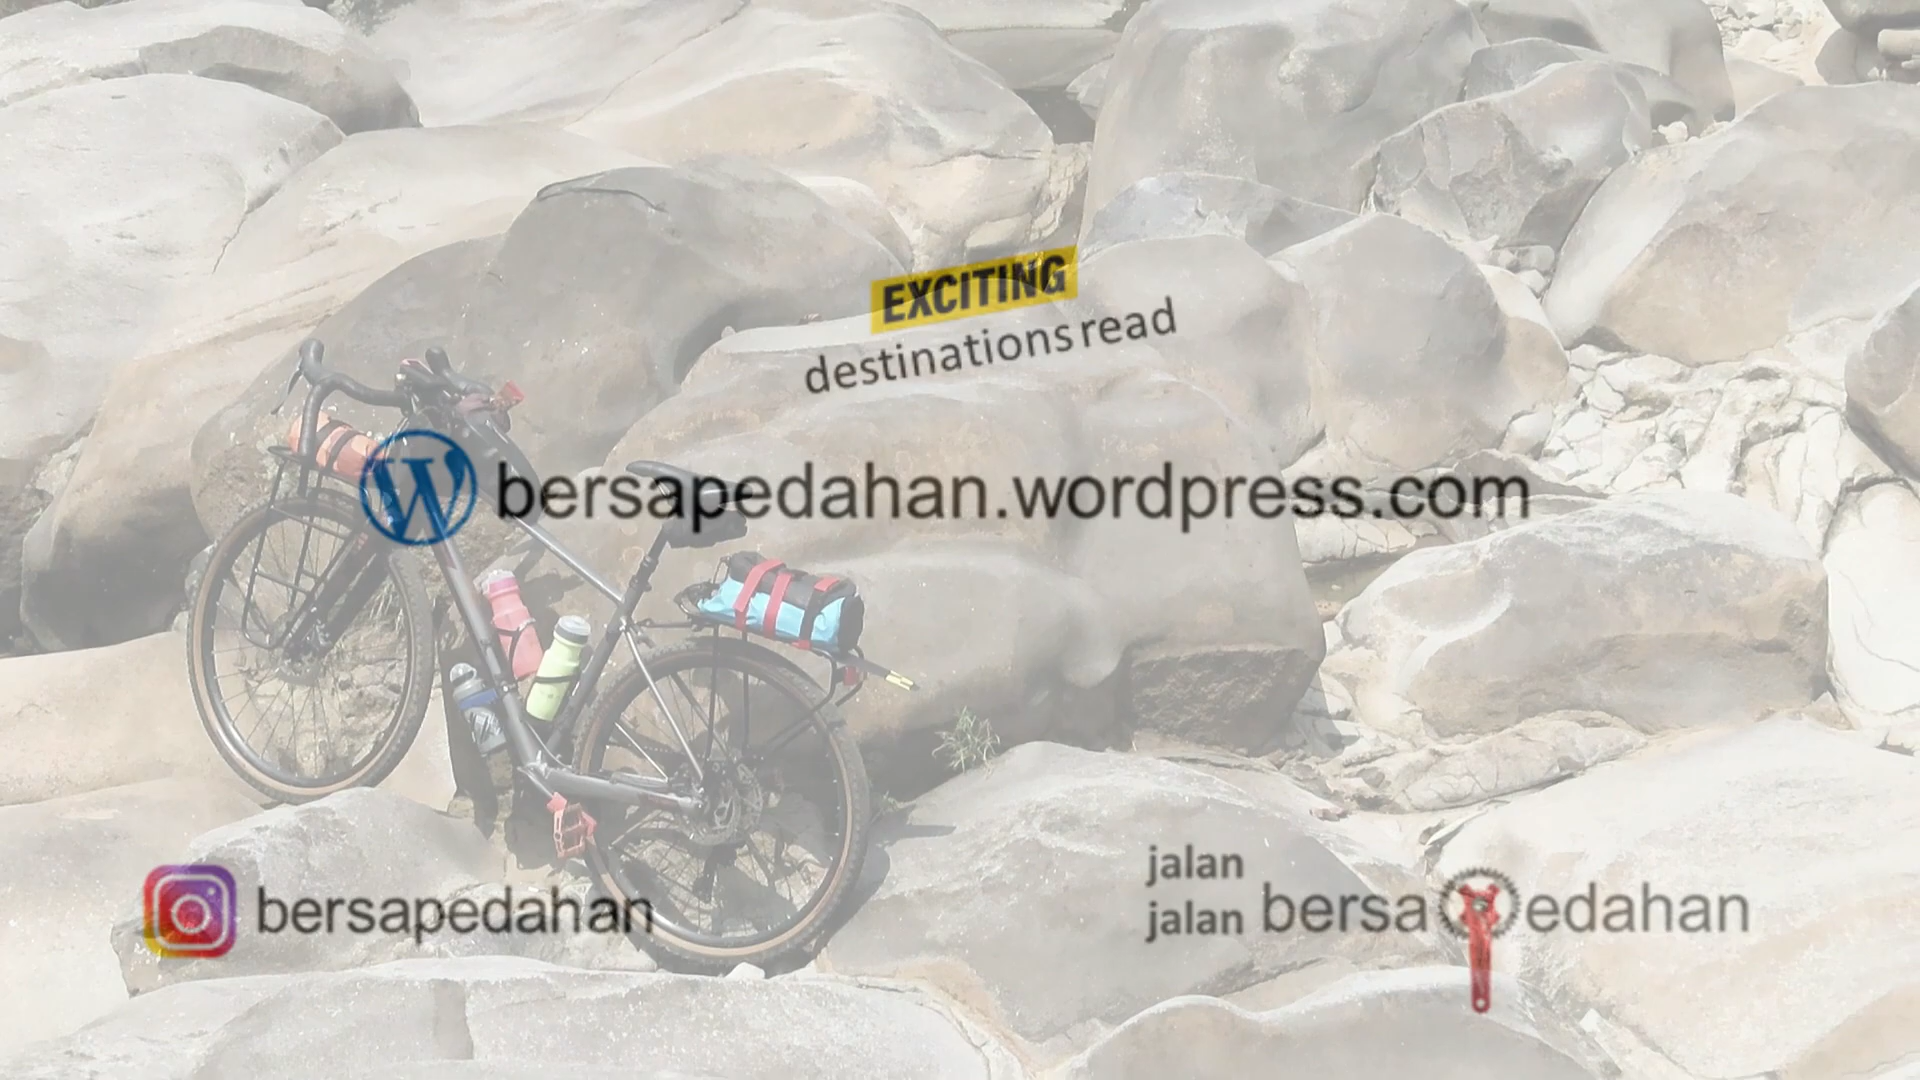 EXCITING
destinations read
bersapedahan.wordpress.com
bersapedahan
jalan
jalan bersapedahan